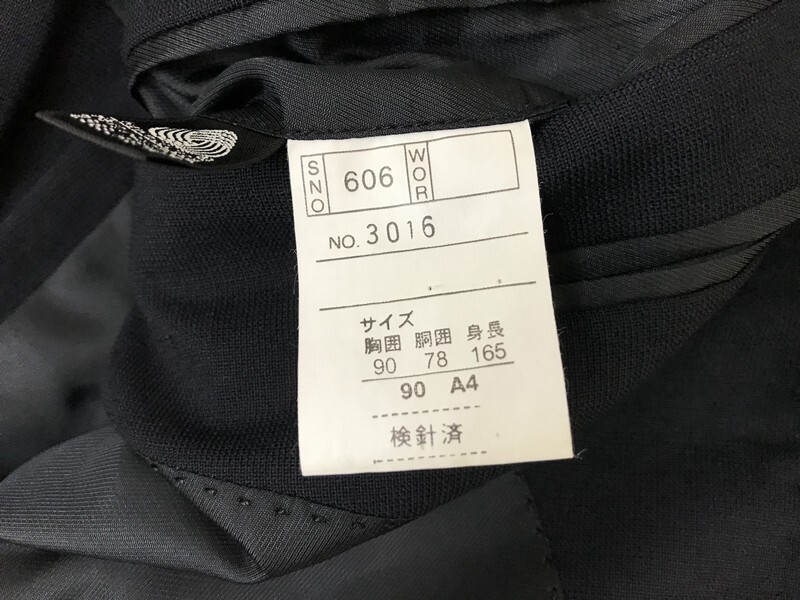 SNO 606 WOR
NO. 3016
サイズ
胸囲 胴囲 身長
90 78 165
90 A4
検針済